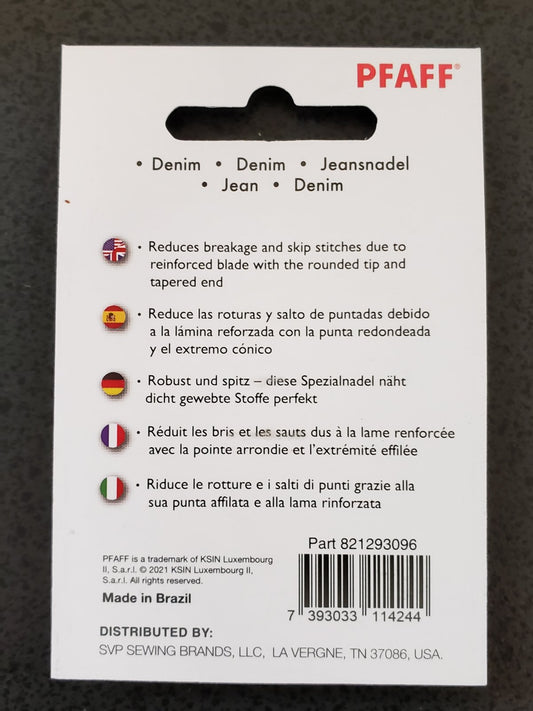 PFAFF®
• Denim • Denim • Jeansnadel
• Jean • Denim
• Reduces breakage and skip stitches due to
reinforced blade with the rounded tip and
tapered end
• Reduce las roturas y salto de puntadas debido
a la lámina reforzada con la punta redondeada
y el extremo cónico
• Robust und spitz – diese Spezialnadel näht
dicht gewebte Stoffe perfekt
• Réduit les bris et les sauts dus à la lame renforcée
avec la pointe arrondie et l'extrémité effilée
• Riduce le rotture e i salti di punti grazie alla
sua punta affilata e alla lama rinforzata
Part 821293096
PFAFF is a trademark of KSIN Luxembourg
II, S.a.r.l. © 2021 KSIN Luxembourg II,
S.a.r.l. All rights reserved.
Made in Brazil
7 393033 114244
DISTRIBUTED BY:
SVP SEWING BRANDS, LLC, LA VERGNE, TN 37086, USA.